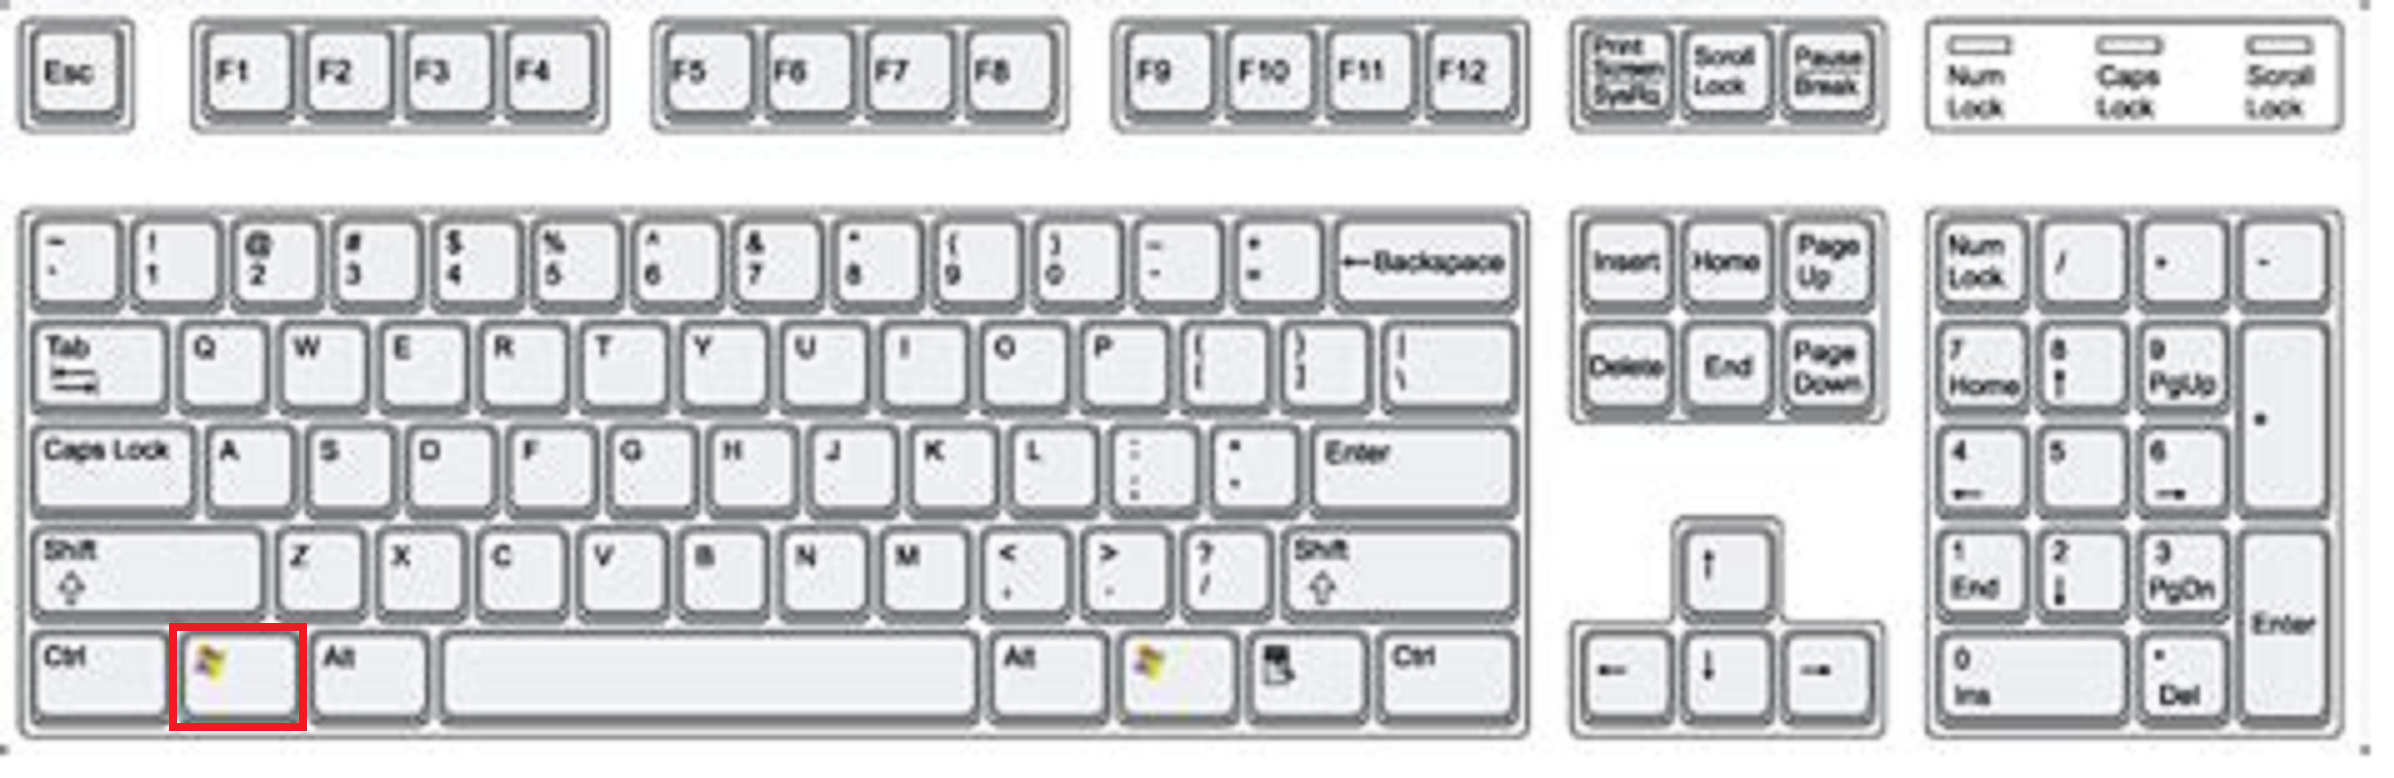 Esc F1 F2 F3 F4 F5 F6 F7 F8 F9 F10 F11 F12
Print
Screen
SysRq
Scroll
Lock
Pause
Break
Num
Lock
Caps
Lock
Scroll
Lock
! @ # $ % ^ & * ( ) – +
1 2 3 4 5 6 7 8 9 0 - = ←Backspace
Insert Home
Page
Up
Num
Lock
/ * -
Tab Q W E R T Y U I O P { } |
[ ] \
Delete End
Page
Down
7 8 9
Home ↑ PgUp
+
Caps Lock A S D F G H J K L : " Enter
; '
4 5 6
← →
Shift Z X C V B N M < > ? Shift
, . /
↑
1 2 3
End ↓ PgDn
Enter
Ctrl Alt Alt Ctrl
← ↓ →
0 .
Ins Del